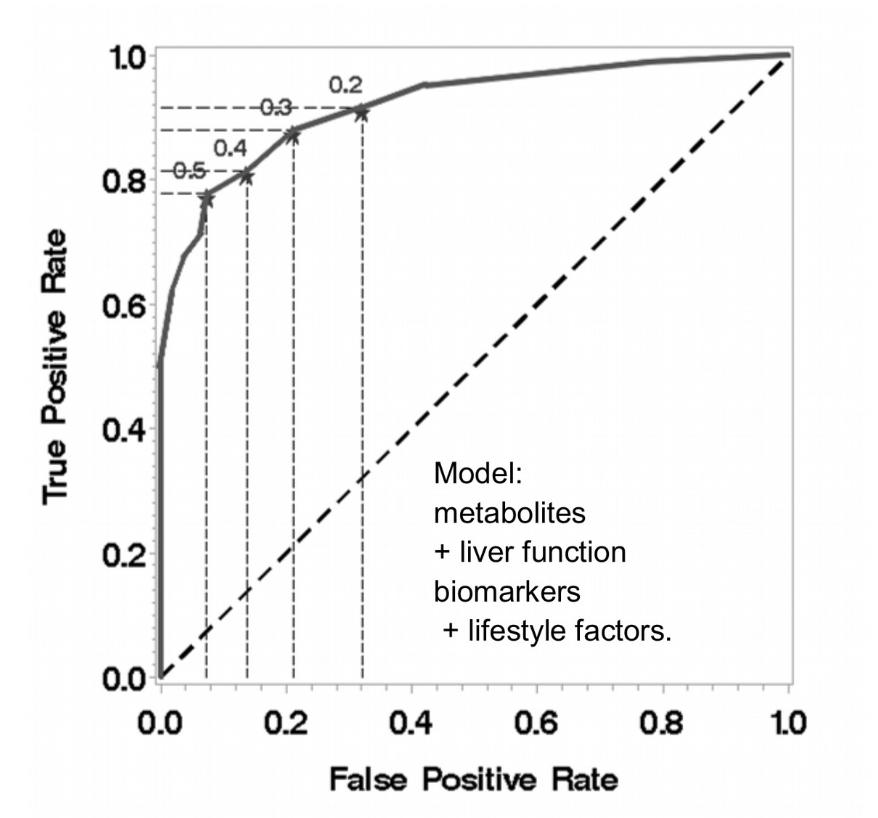 1.0
0.2
0.3
0.4
0.5
0.8
0.6
0.4
0.2
0.0
True Positive Rate
Model:
metabolites
+ liver function
biomarkers
+ lifestyle factors.
0.0 0.2 0.4 0.6 0.8 1.0
False Positive Rate